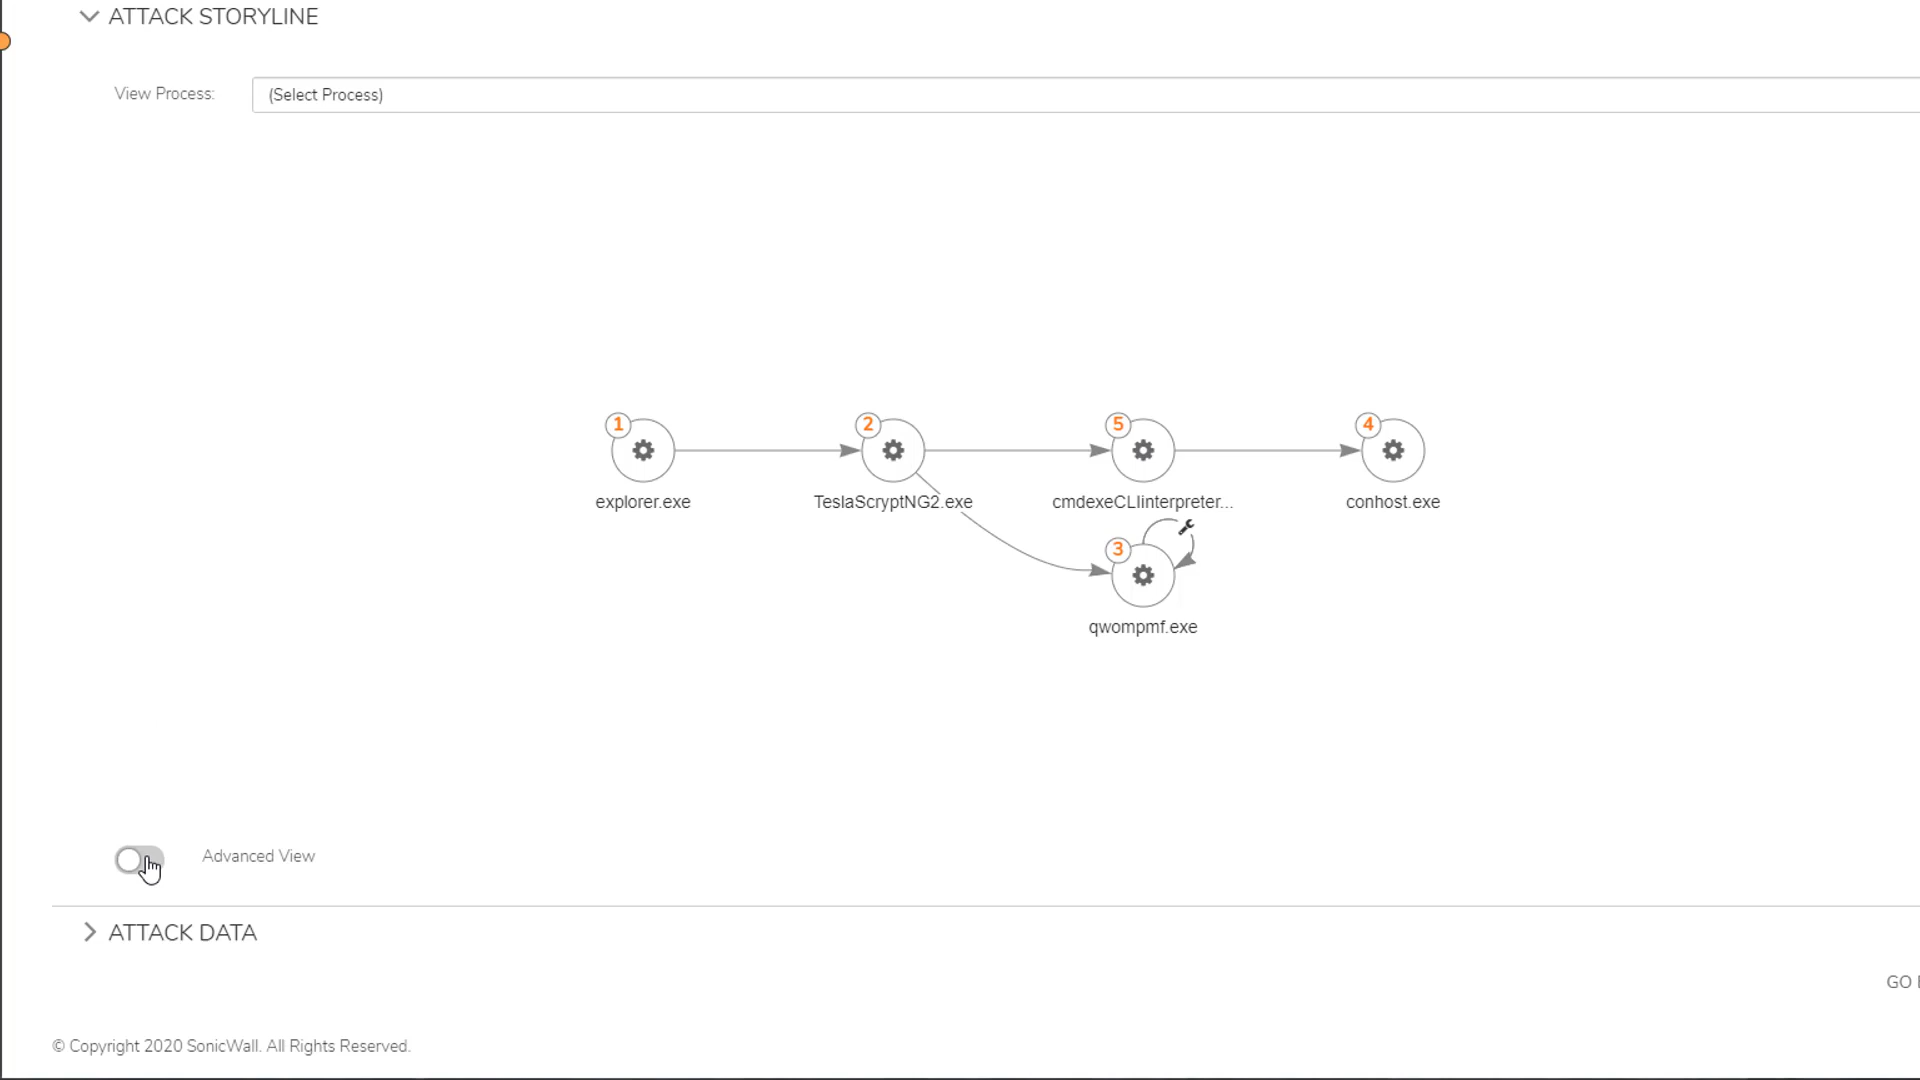 ATTACK STORYLINE
View Process:
(Select Process)
1
2
5
4
explorer.exe
TeslaScryptNG2.exe
cmdexeCLIinterpreter...
conhost.exe
3
qwompmf.exe
Advanced View
ATTACK DATA
GO
© Copyright 2020 SonicWall. All Rights Reserved.